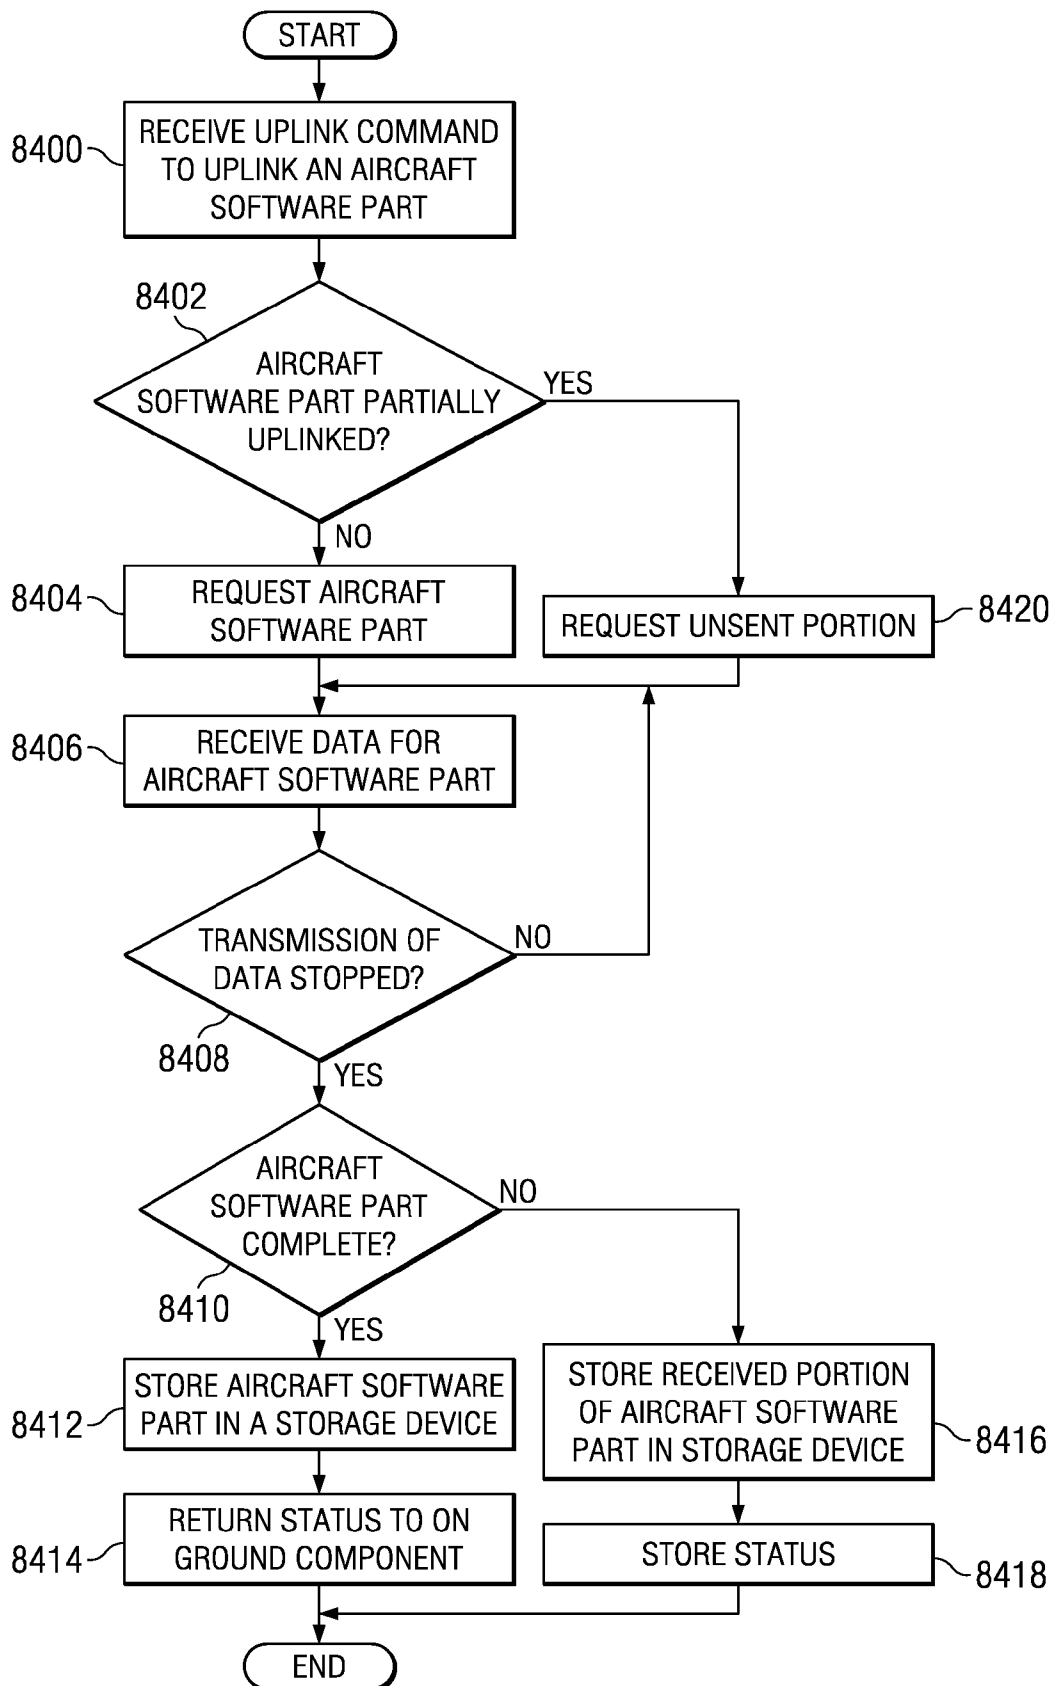 START
8400
RECEIVE UPLINK COMMAND
TO UPLINK AN AIRCRAFT
SOFTWARE PART
8402
AIRCRAFT
SOFTWARE PART PARTIALLY
UPLINKED?
YES
NO
8404
REQUEST AIRCRAFT
SOFTWARE PART
REQUEST UNSENT PORTION
8420
8406
RECEIVE DATA FOR
AIRCRAFT SOFTWARE PART
TRANSMISSION OF
DATA STOPPED?
NO
8408
YES
AIRCRAFT
SOFTWARE PART
COMPLETE?
NO
8410
YES
8412
STORE AIRCRAFT SOFTWARE
PART IN A STORAGE DEVICE
STORE RECEIVED PORTION
OF AIRCRAFT SOFTWARE
PART IN STORAGE DEVICE
8416
8414
RETURN STATUS TO ON
GROUND COMPONENT
STORE STATUS
8418
END